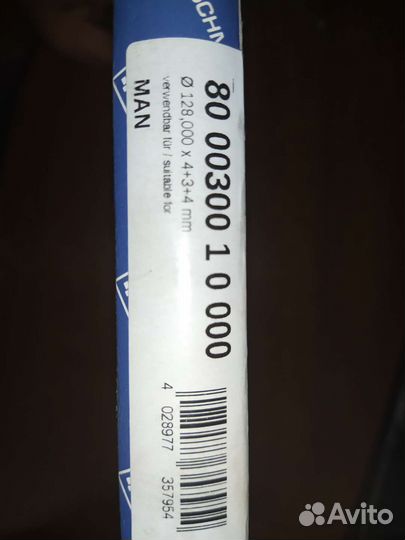 SCHN
80 00300 1 0 000
Ø 128,000 x 4+3+4 mm
verwendbar für / suitable for
MAN
4 028977 357954
Avito